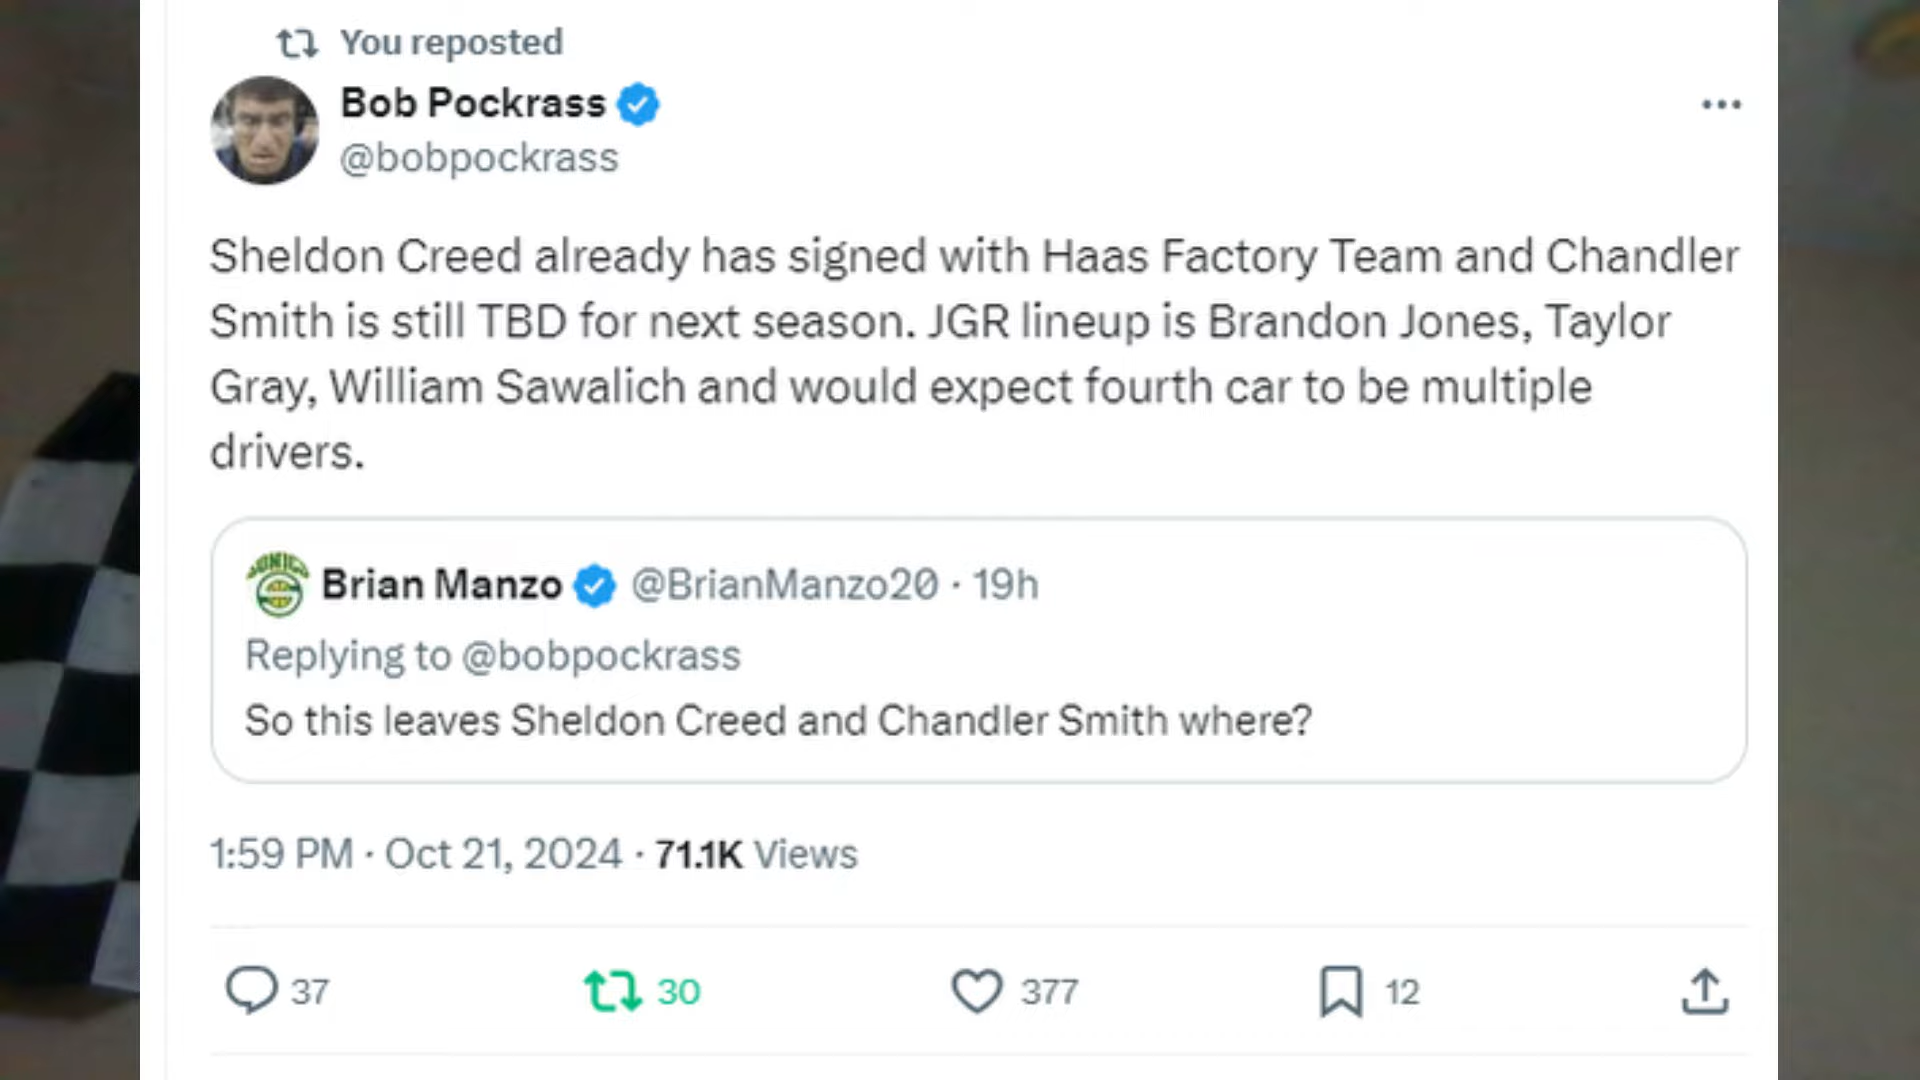 You reposted
Bob Pockrass
@bobpockrass
Sheldon Creed already has signed with Haas Factory Team and Chandler
Smith is still TBD for next season. JGR lineup is Brandon Jones, Taylor
Gray, William Sawalich and would expect fourth car to be multiple
drivers.
Brian Manzo @BrianManzo20 · 19h
Replying to @bobpockrass
So this leaves Sheldon Creed and Chandler Smith where?
1:59 PM · Oct 21, 2024 · 71.1K Views
37 30 377 12